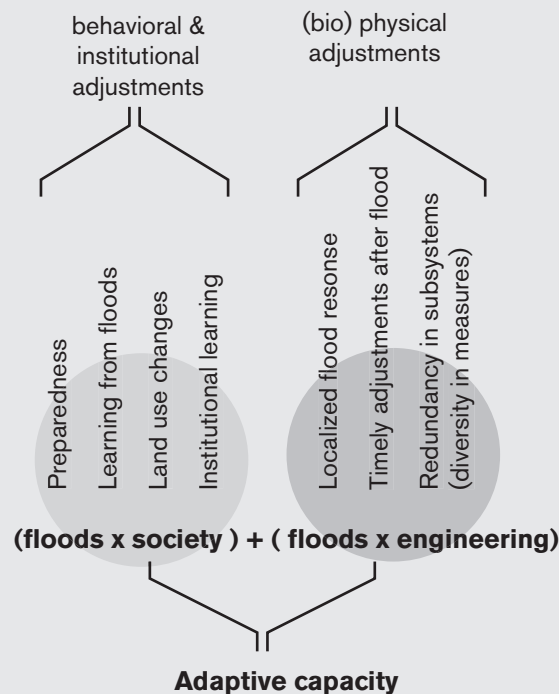 behavioral &
institutional
adjustments
(bio) physical
adjustments
Preparedness
Learning from floods
Land use changes
Institutional learning
Localized flood resonse
Timely adjustments after flood
Redundancy in subsystems
(diversity in measures)
(floods x society ) + ( floods x engineering)
Adaptive capacity